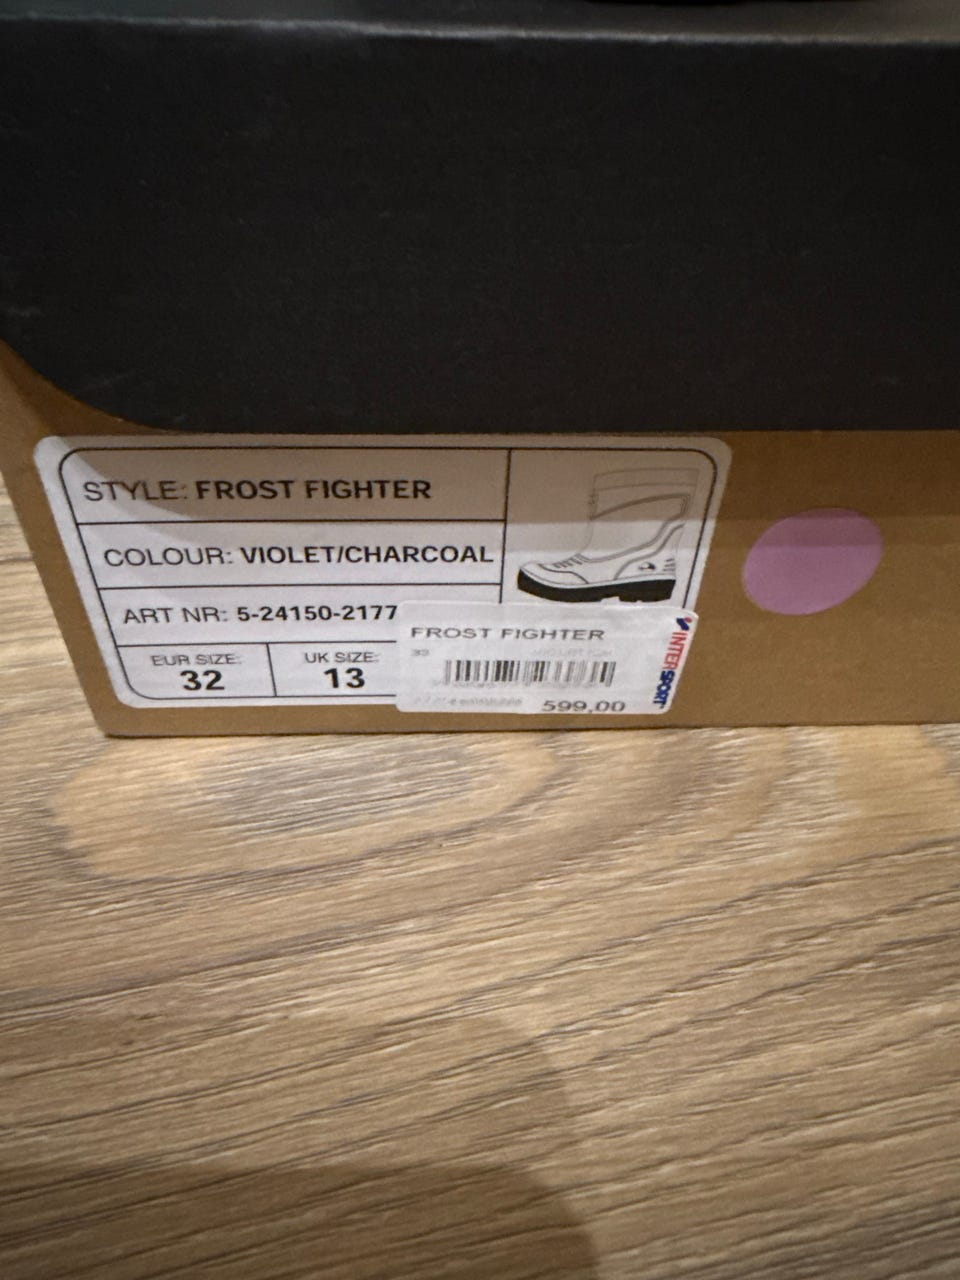 STYLE: FROST FIGHTER
COLOUR: VIOLET/CHARCOAL
ART NR: 5-24150-2177
EUR SIZE:
32
UK SIZE:
13
FROST FIGHTER
599,00
INTERSPORT